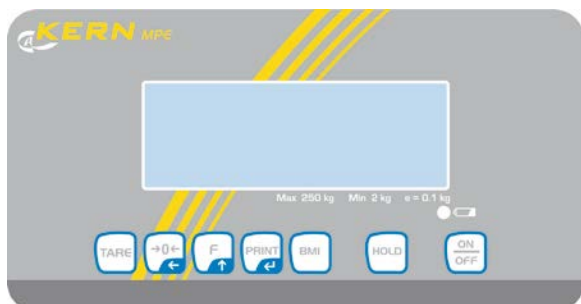 KERN MPE
Max 250 kg Min 2 kg e = 0.1 kg
TARE →0← F PRINT BMI HOLD ON
OFF